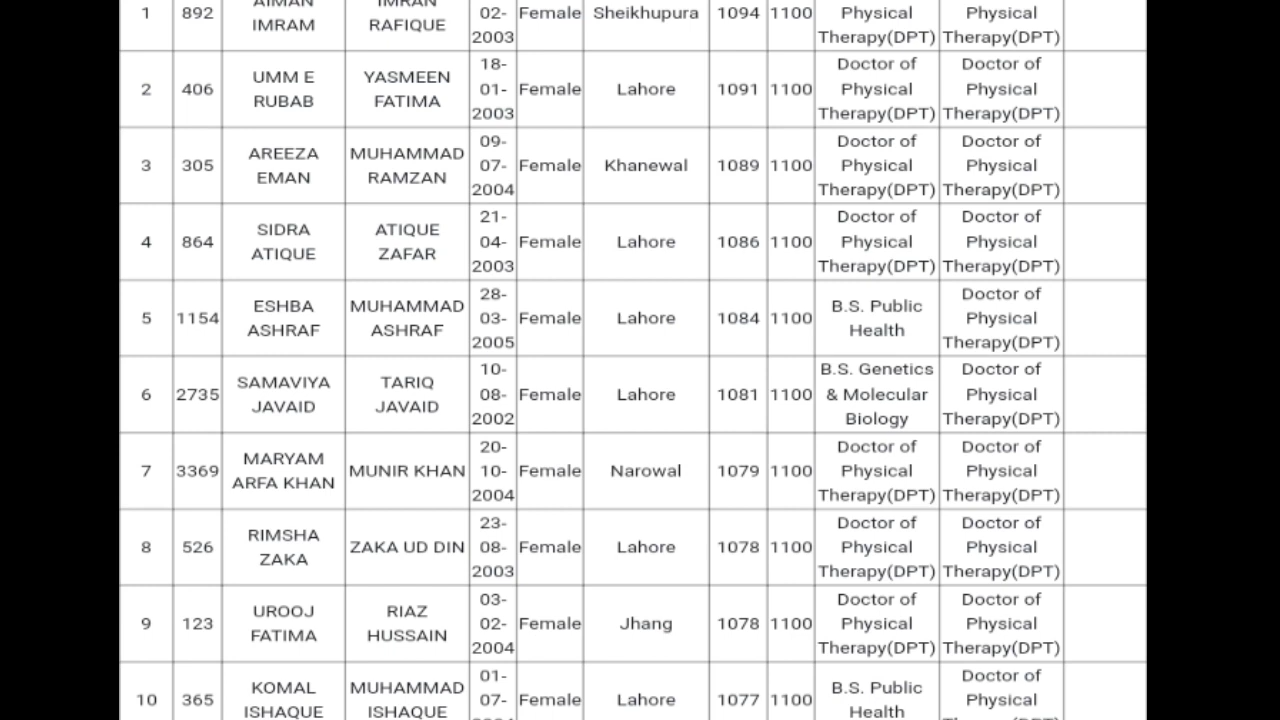 1 892 AIMAN IMRAM IMRAN RAFIQUE 02-2003 Female Sheikhupura 1094 1100 Physical Therapy(DPT) Physical Therapy(DPT)
2 406 UMM E RUBAB YASMEEN FATIMA 18-01-2003 Female Lahore 1091 1100 Doctor of Physical Therapy(DPT) Doctor of Physical Therapy(DPT)
3 305 AREEZA EMAN MUHAMMAD RAMZAN 09-07-2004 Female Khanewal 1089 1100 Doctor of Physical Therapy(DPT) Doctor of Physical Therapy(DPT)
4 864 SIDRA ATIQUE ATIQUE ZAFAR 21-04-2003 Female Lahore 1086 1100 Doctor of Physical Therapy(DPT) Doctor of Physical Therapy(DPT)
5 1154 ESHBA ASHRAF MUHAMMAD ASHRAF 28-03-2005 Female Lahore 1084 1100 B.S. Public Health Doctor of Physical Therapy(DPT)
6 2735 SAMAVIYA JAVAID TARIQ JAVAID 10-08-2002 Female Lahore 1081 1100 B.S. Genetics & Molecular Biology Doctor of Physical Therapy(DPT)
7 3369 MARYAM ARFA KHAN MUNIR KHAN 20-10-2004 Female Narowal 1079 1100 Doctor of Physical Therapy(DPT) Doctor of Physical Therapy(DPT)
8 526 RIMSHA ZAKA ZAKA UD DIN 23-08-2003 Female Lahore 1078 1100 Doctor of Physical Therapy(DPT) Doctor of Physical Therapy(DPT)
9 123 UROOJ FATIMA RIAZ HUSSAIN 03-02-2004 Female Jhang 1078 1100 Doctor of Physical Therapy(DPT) Doctor of Physical Therapy(DPT)
10 365 KOMAL ISHAQUE MUHAMMAD ISHAQUE 01-07- Female Lahore 1077 1100 B.S. Public Health Doctor of Physical